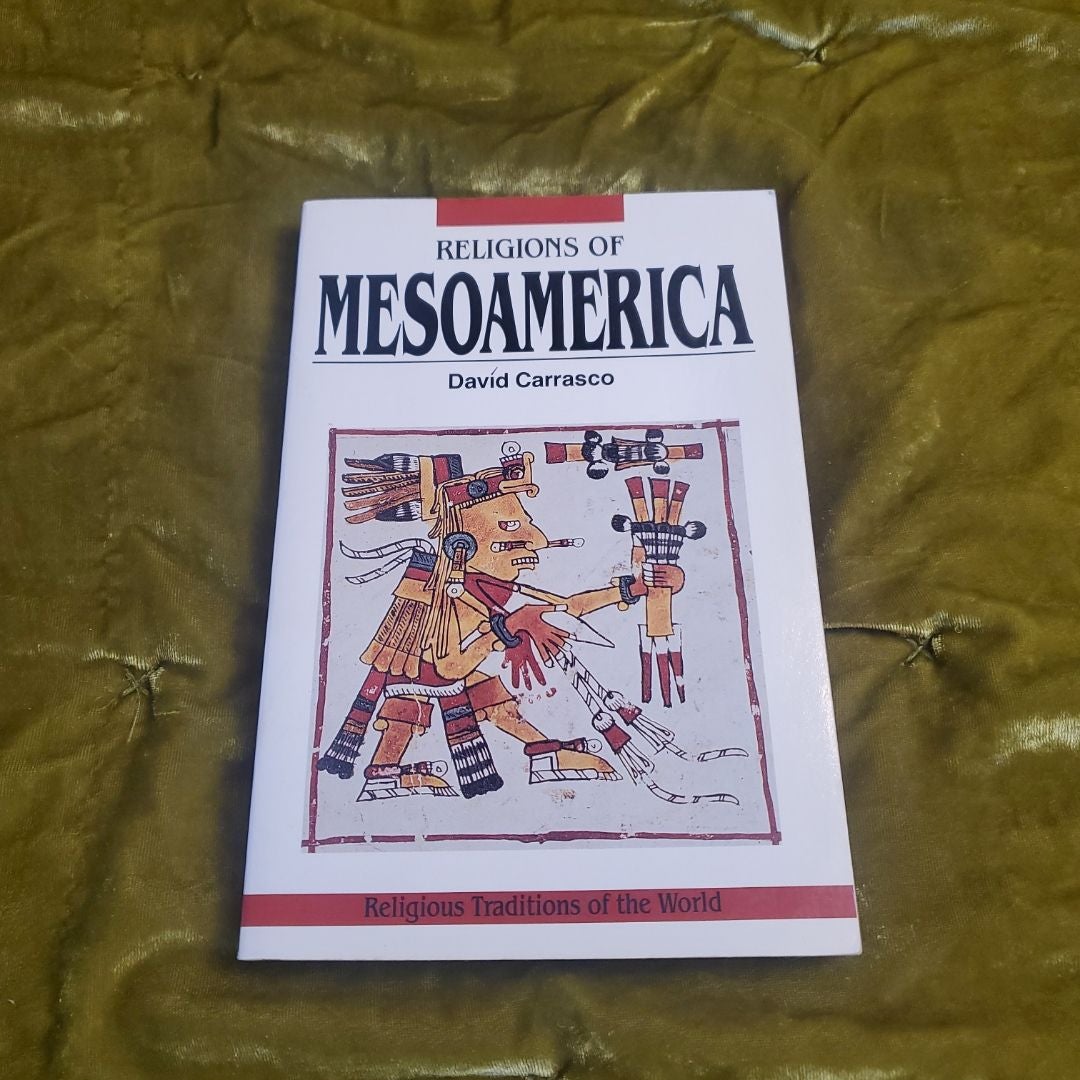 RELIGIONS OF
MESOAMERICA
Davíd Carrasco
Religious Traditions of the World